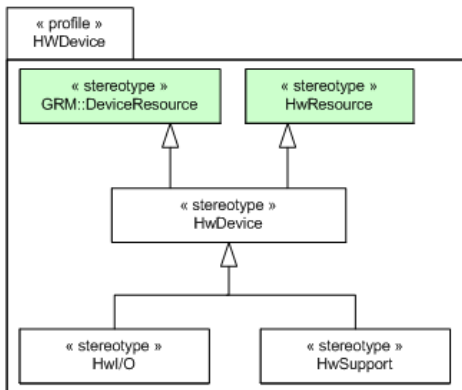 « profile »
HWDevice
« stereotype »
GRM::DeviceResource
« stereotype »
HwResource
« stereotype »
HwDevice
« stereotype »
HwI/O
« stereotype »
HwSupport